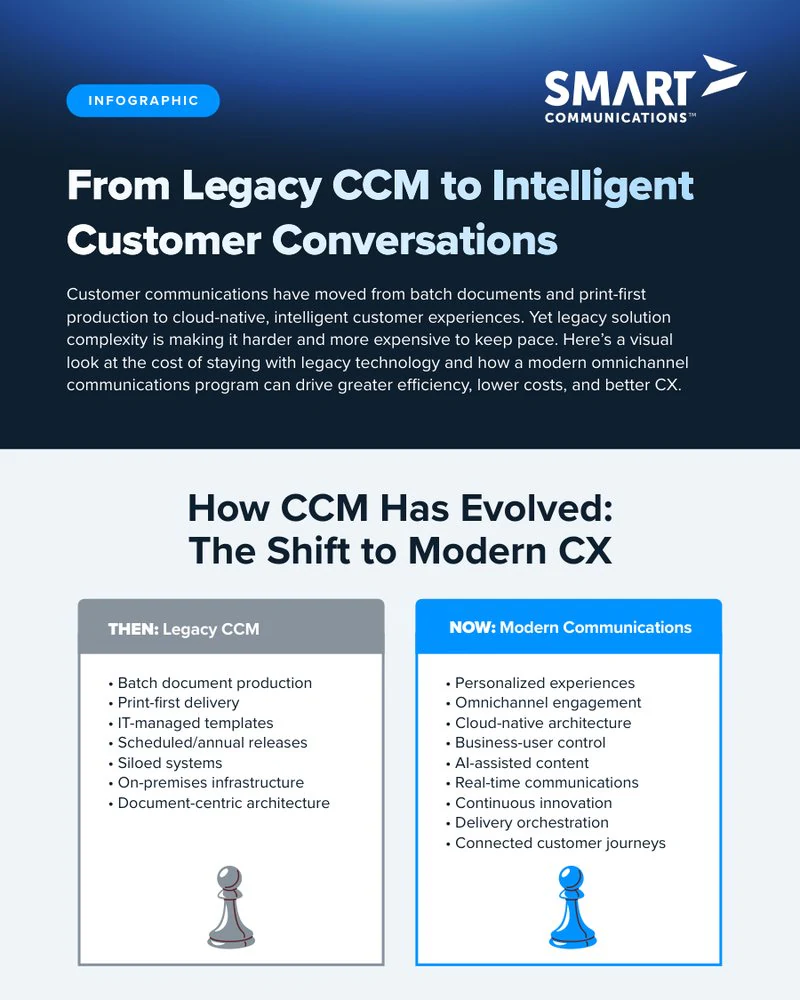 INFOGRAPHIC
SMART
COMMUNICATIONS™
From Legacy CCM to Intelligent
Customer Conversations
Customer communications have moved from batch documents and print-first
production to cloud-native, intelligent customer experiences. Yet legacy solution
complexity is making it harder and more expensive to keep pace. Here’s a visual
look at the cost of staying with legacy technology and how a modern omnichannel
communications program can drive greater efficiency, lower costs, and better CX.
How CCM Has Evolved:
The Shift to Modern CX
THEN: Legacy CCM
• Batch document production
• Print-first delivery
• IT-managed templates
• Scheduled/annual releases
• Siloed systems
• On-premises infrastructure
• Document-centric architecture
NOW: Modern Communications
• Personalized experiences
• Omnichannel engagement
• Cloud-native architecture
• Business-user control
• AI-assisted content
• Real-time communications
• Continuous innovation
• Delivery orchestration
• Connected customer journeys